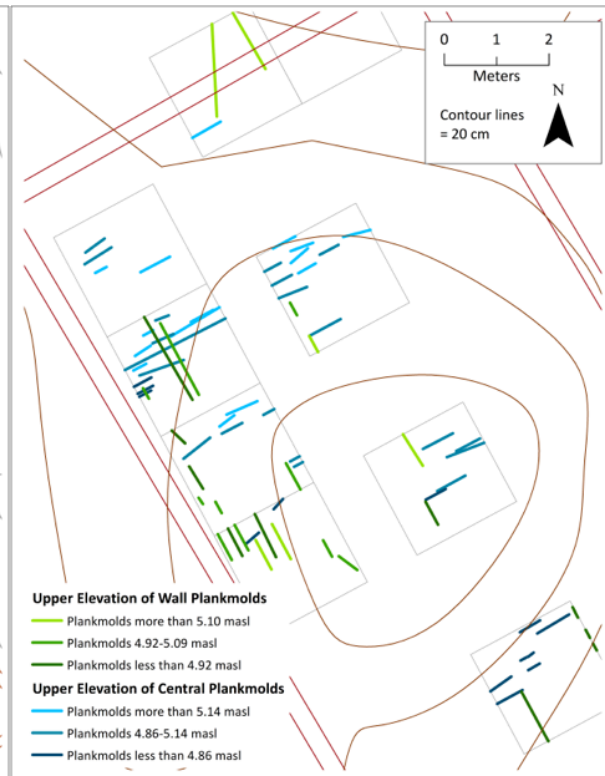 0 1 2
Meters
N
Contour lines
= 20 cm
Upper Elevation of Wall Plankmolds
Plankmolds more than 5.10 masl
Plankmolds 4.92-5.09 masl
Plankmolds less than 4.92 masl
Upper Elevation of Central Plankmolds
Plankmolds more than 5.14 masl
Plankmolds 4.86-5.14 masl
Plankmolds less than 4.86 masl